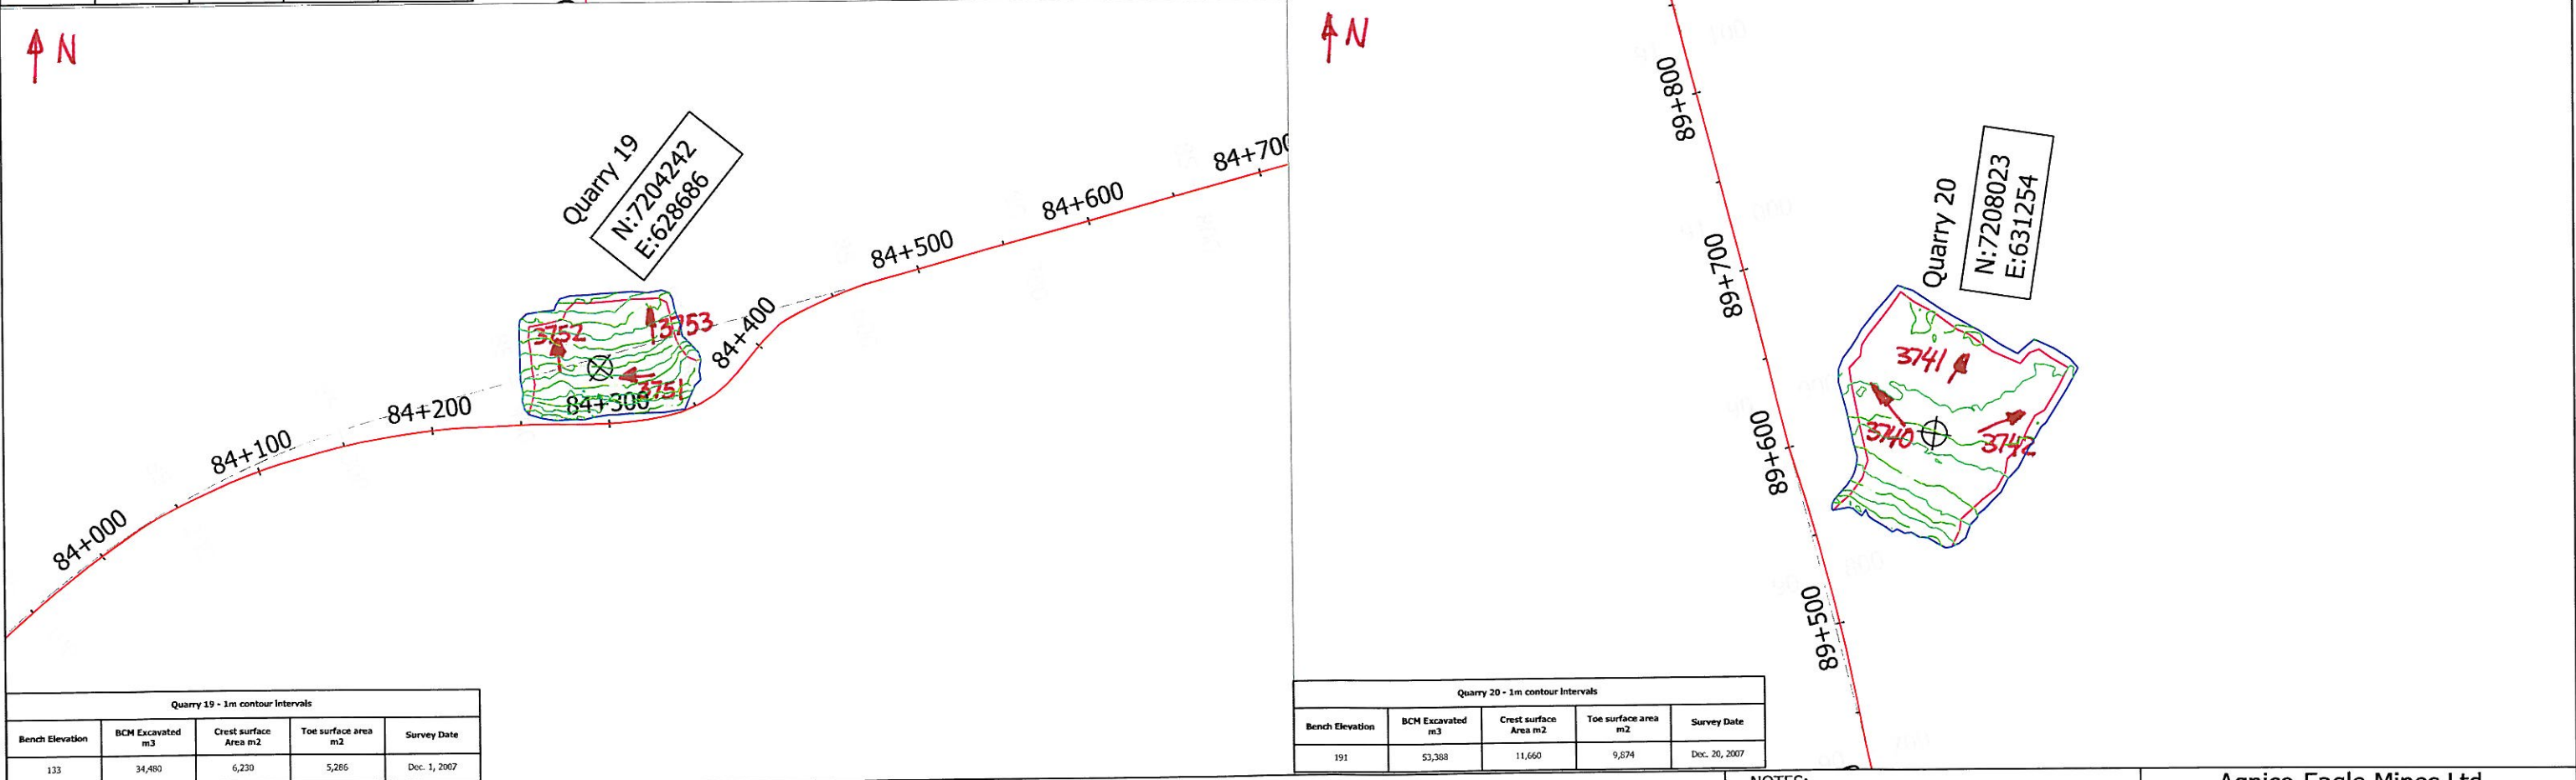 N
Quarry 19
N:7204242
E:628686
84+000
84+100
84+200
84+300
84+400
84+500
84+600
84+700
3752
3753
3751
Quarry 19 - 1m contour intervals
Bench Elevation BCM Excavated m3 Crest surface Area m2 Toe surface area m2 Survey Date
133 34,480 6,230 5,286 Dec. 1, 2007
N
89+800
89+700
89+600
89+500
Quarry 20
N:7208023
E:631254
3741
3740
3742
Quarry 20 - 1m contour intervals
Bench Elevation BCM Excavated m3 Crest surface Area m2 Toe surface area m2 Survey Date
191 53,388 11,660 9,874 Dec. 20, 2007
NOTES:
Agnico-Eagle Mines Ltd